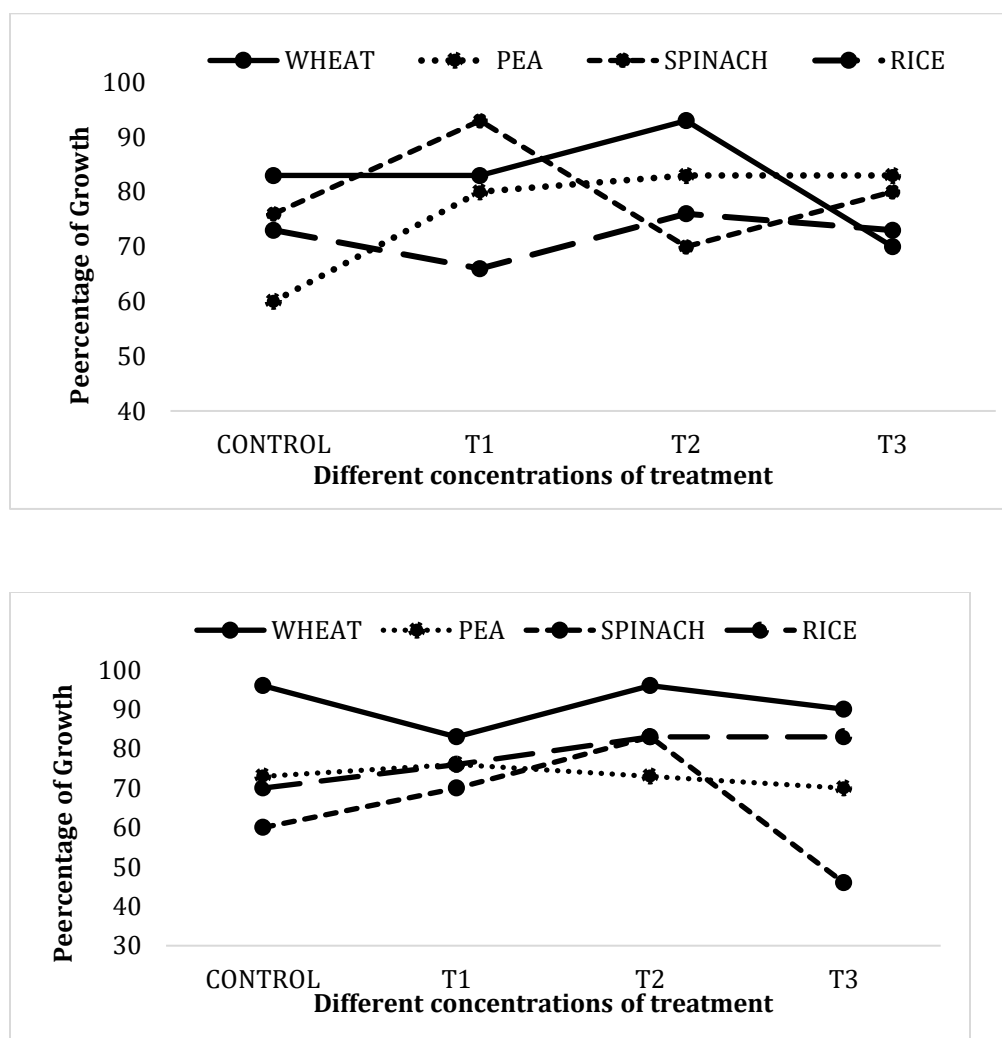 WHEAT PEA SPINACH RICE
100
90
80
70
60
50
40
Peercentage of Growth
CONTROL T1 T2 T3
Different concentrations of treatment
WHEAT PEA SPINACH RICE
100
90
80
70
60
50
40
30
Peercentage of Growth
CONTROL T1 T2 T3
Different concentrations of treatment